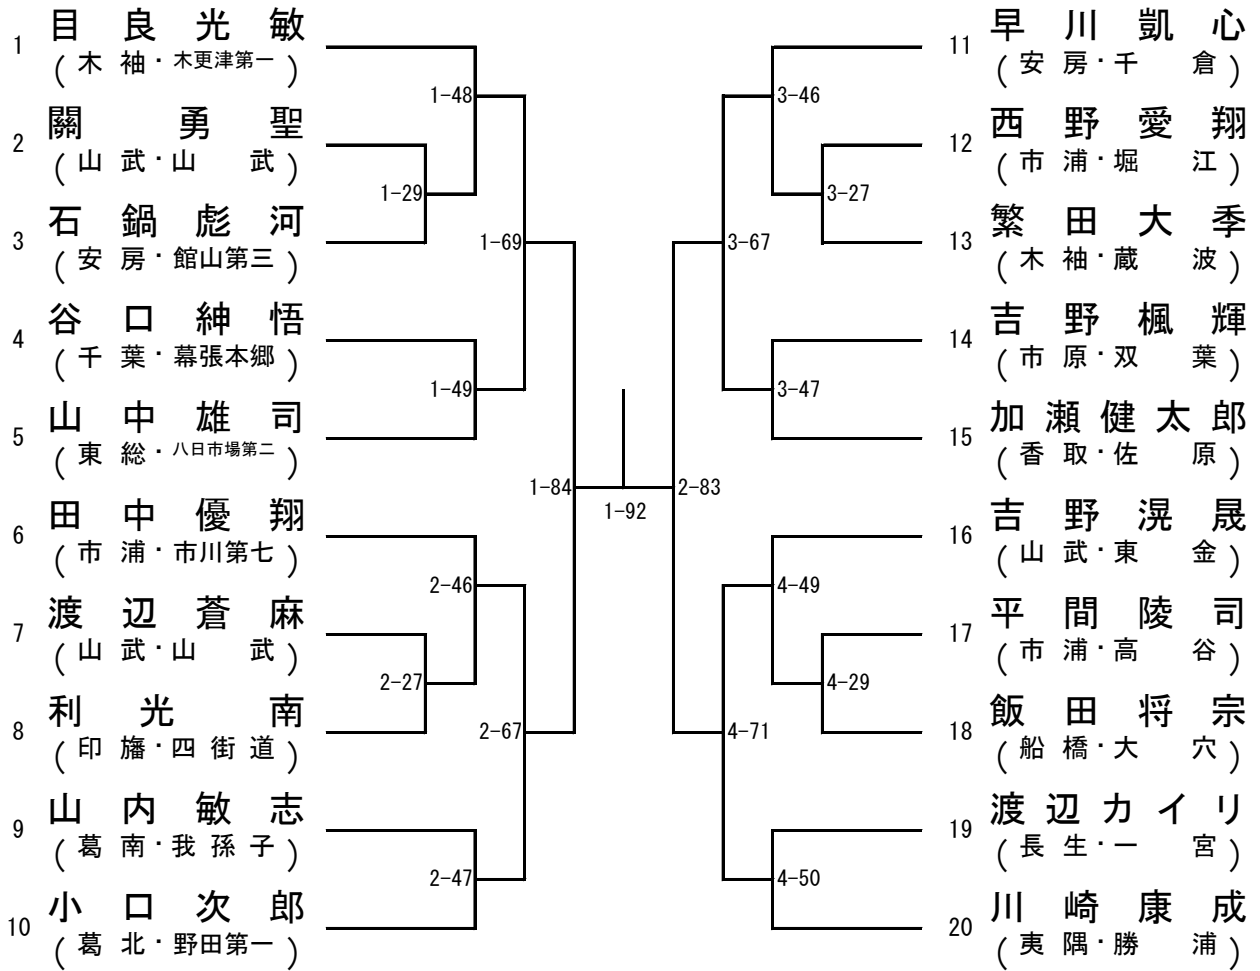 1 目良光敏
(木袖・木更津第一)
2 關勇聖
(山武・山武)
3 石鍋彪河
(安房・館山第三)
4 谷口紳悟
(千葉・幕張本郷)
5 山中雄司
(東総・八日市場第二)
6 田中優翔
(市浦・市川第七)
7 渡辺蒼麻
(山武・山武)
8 利光南
(印旛・四街道)
9 山内敏志
(葛南・我孫子)
10 小口次郎
(葛北・野田第一)
1-48
1-29
1-69
1-49
1-84
2-46
2-27
2-67
2-47
1-92
3-46
3-27
3-67
3-47
2-83
4-49
4-29
4-71
4-50
11 早川凱心
(安房・千倉)
12 西野愛翔
(市浦・堀江)
13 繁田大季
(木袖・蔵波)
14 吉野楓輝
(市原・双葉)
15 加瀬健太郎
(香取・佐原)
16 吉野滉晟
(山武・東金)
17 平間陵司
(市浦・高谷)
18 飯田将宗
(船橋・大穴)
19 渡辺カイリ
(長生・一宮)
20 川崎康成
(夷隅・勝浦)